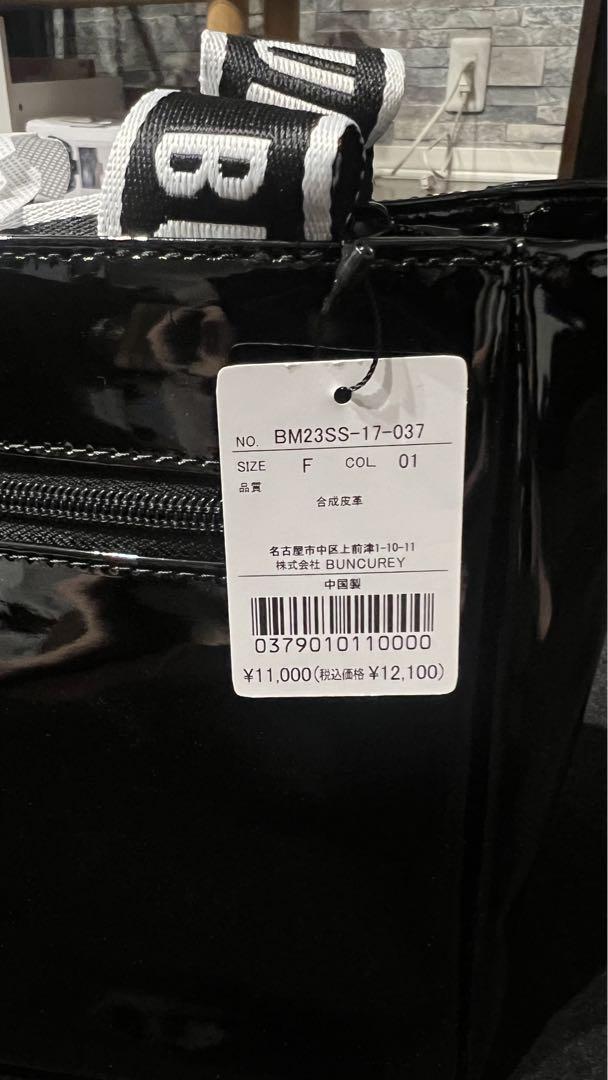 BL
NO. BM23SS-17-037
SIZE F COL 01
品質
合成皮革
名古屋市中区上前津1-10-11
株式会社 BUNCUREY
中国製
0379010110000
¥11,000(税込価格 ¥12,100)